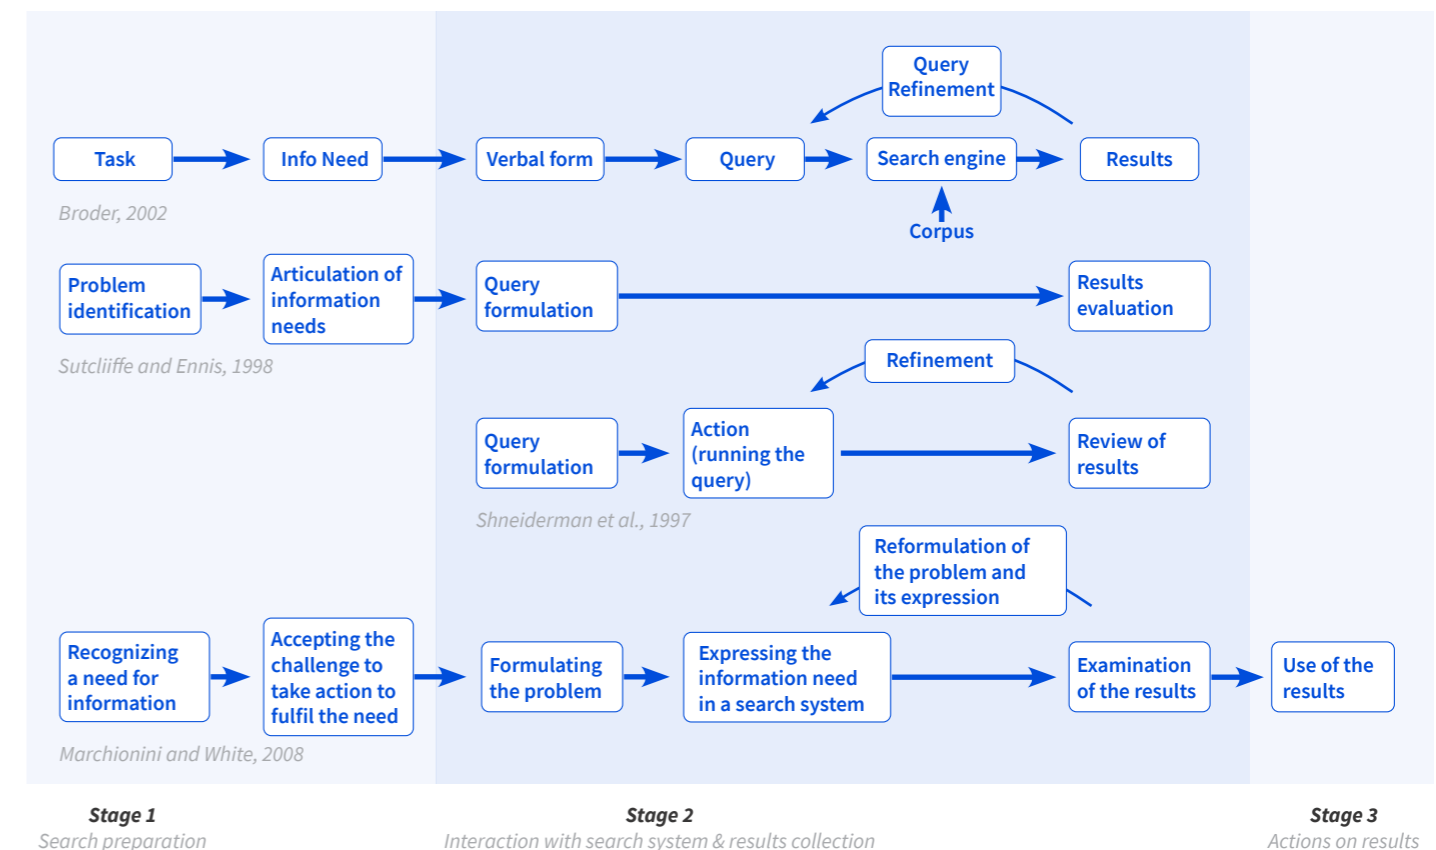 Query
Refinement
Task
Info Need
Verbal form
Query
Search engine
Results
Broder, 2002
Corpus
Problem
identification
Articulation of
information
needs
Query
formulation
Results
evaluation
Sutcliiffe and Ennis, 1998
Refinement
Query
formulation
Action
(running the
query)
Review of
results
Shneiderman et al., 1997
Reformulation of
the problem and
its expression
Recognizing
a need for
information
Accepting the
challenge to
take action to
fulfil the need
Formulating
the problem
Expressing the
information need
in a search system
Examination
of the results
Use of the
results
Marchionini and White, 2008
Stage 1
Search preparation
Stage 2
Interaction with search system & results collection
Stage 3
Actions on results